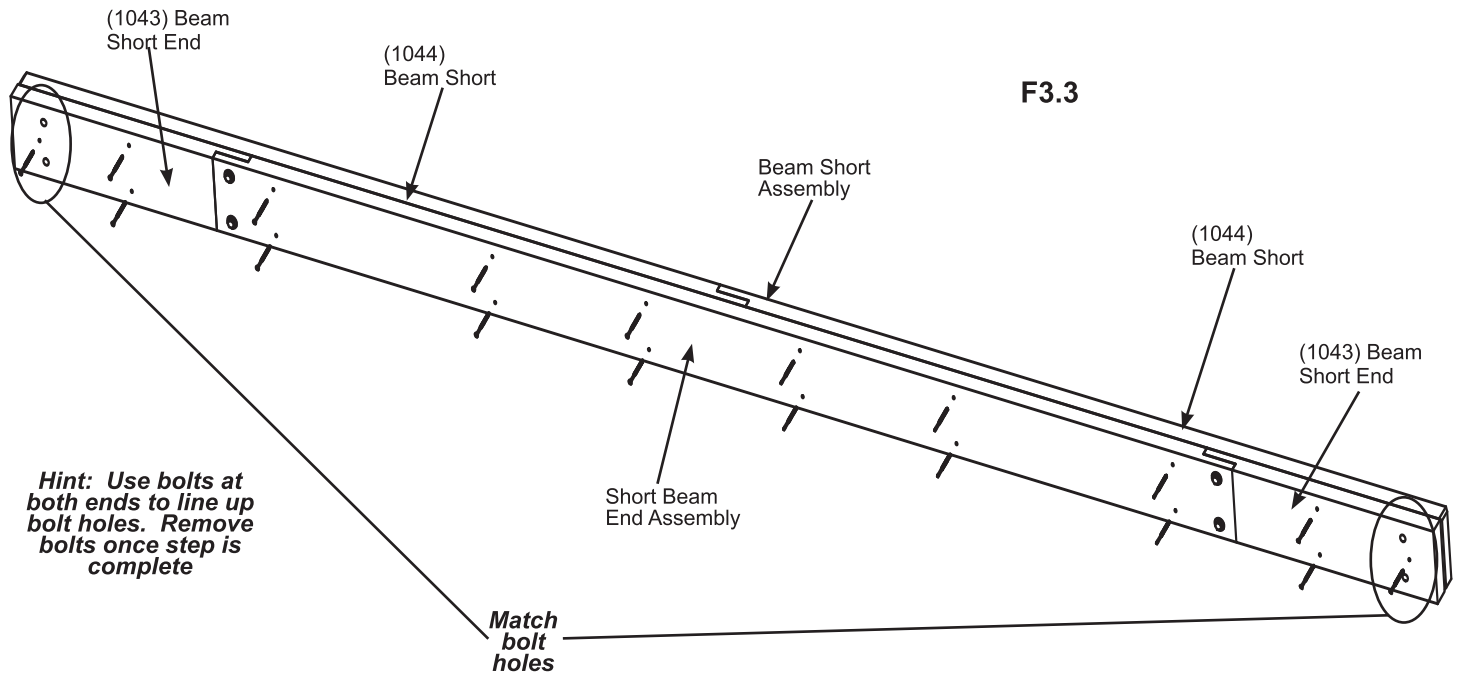 (1043) Beam
Short End
(1044)
Beam Short
F3.3
Beam Short
Assembly
(1044)
Beam Short
(1043) Beam
Short End
Hint:  Use bolts at
both ends to line up
bolt holes.  Remove
bolts once step is
complete
Short Beam
End Assembly
Match
bolt
holes